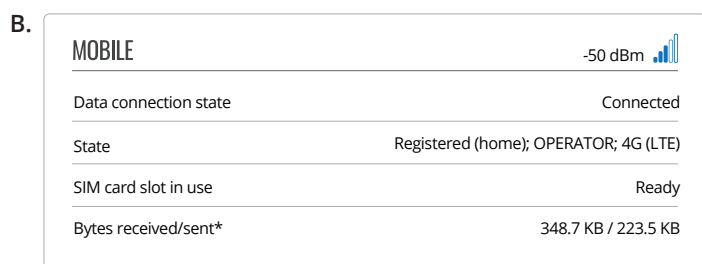 B.
MOBILE -50 dBm
Data connection state Connected
State Registered (home); OPERATOR; 4G (LTE)
SIM card slot in use Ready
Bytes received/sent* 348.7 KB / 223.5 KB